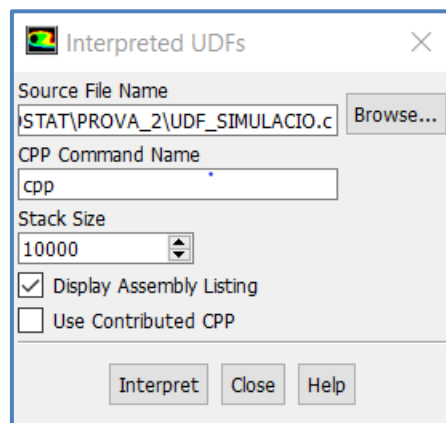 Interpreted UDFs
Source File Name
STAT\PROVA_2\UDF_SIMULACIO.c
Browse...
CPP Command Name
cpp
Stack Size
10000
Display Assembly Listing
Use Contributed CPP
Interpret Close Help